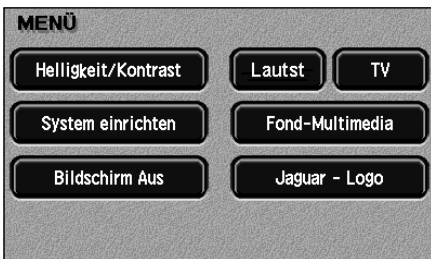 MENÜ
Helligkeit/Kontrast
Lautst
TV
System einrichten
Fond-Multimedia
Bildschirm Aus
Jaguar - Logo